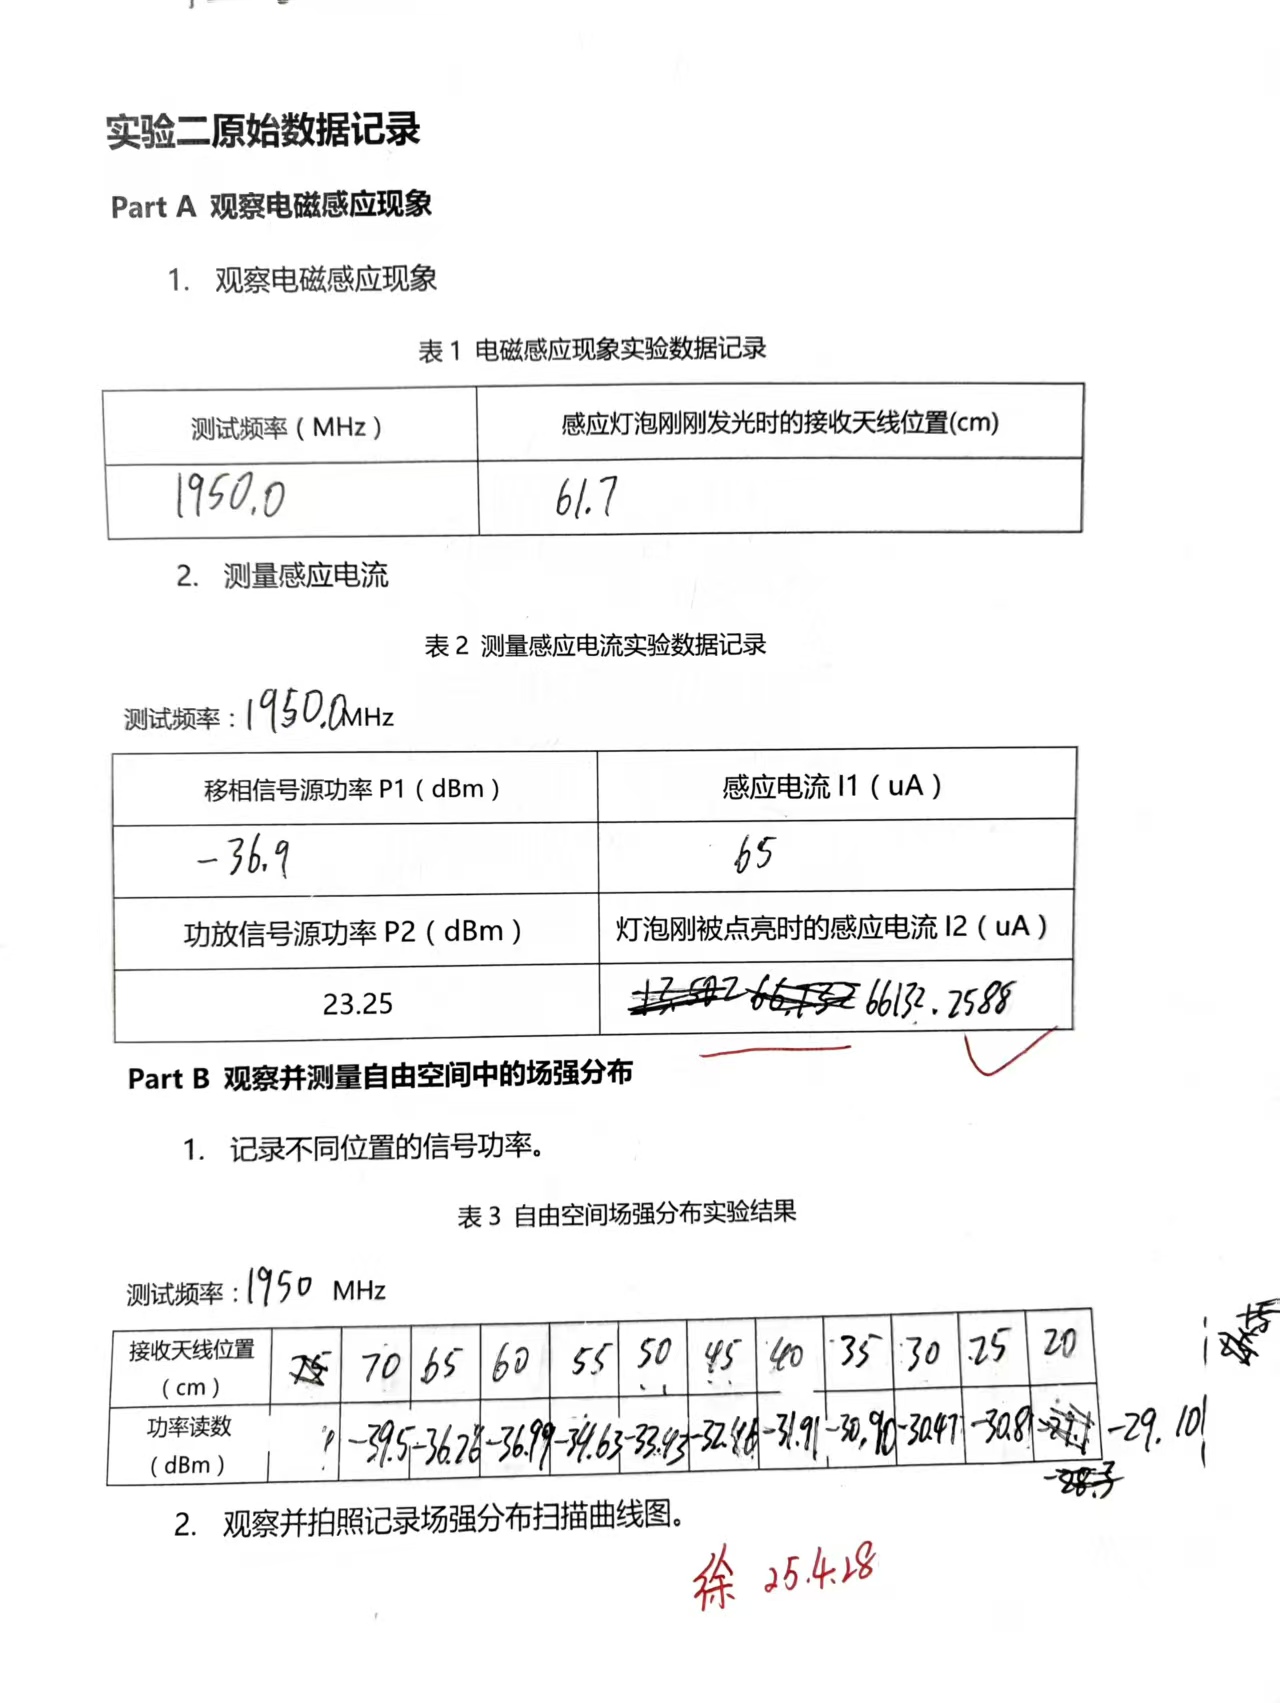 实验二原始数据记录
Part A 观察电磁感应现象
1. 观察电磁感应现象
表 1 电磁感应现象实验数据记录
测试频率（MHz） 感应灯泡刚刚发光时的接收天线位置(cm)
1950.0 61.7
2. 测量感应电流
表 2 测量感应电流实验数据记录
测试频率：1950.0MHz
移相信号源功率 P1（dBm） 感应电流 I1（uA）
-36.9 65
功放信号源功率 P2（dBm） 灯泡刚被点亮时的感应电流 I2（uA）
23.25 66132.2588
Part B 观察并测量自由空间中的场强分布
1. 记录不同位置的信号功率。
表 3 自由空间场强分布实验结果
测试频率：1950 MHz
接收天线位置（cm） 75 70 65 60 55 50 45 40 35 30 25 20
功率读数（dBm） -39.5 -36.26 -36.99 -34.63 -33.43 -32.46 -31.91 -30.90 -30.47 -30.81 -29.10
-28.3
2. 观察并拍照记录场强分布扫描曲线图。
徐 25.4.28